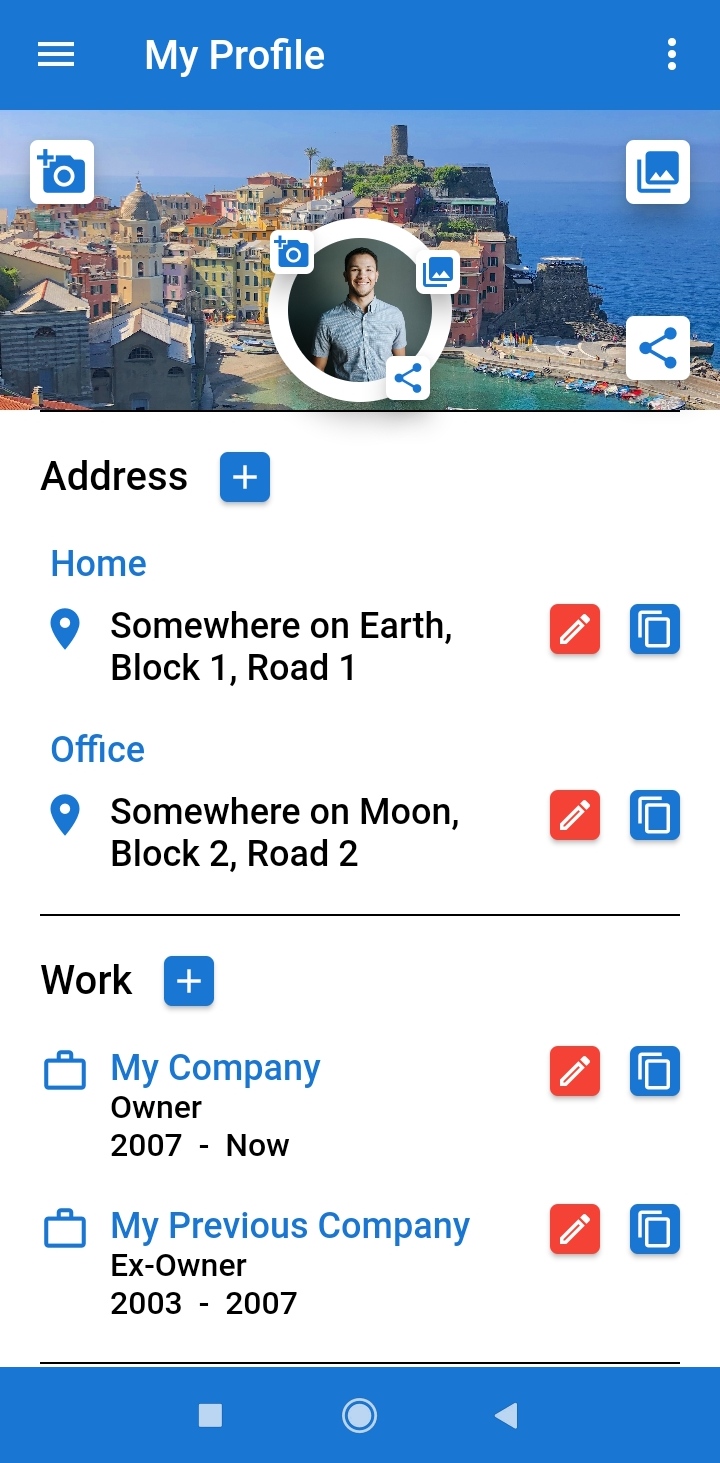 My Profile
Address
Home
Somewhere on Earth,
Block 1, Road 1
Office
Somewhere on Moon,
Block 2, Road 2
Work
My Company
Owner
2007 - Now
My Previous Company
Ex-Owner
2003 - 2007